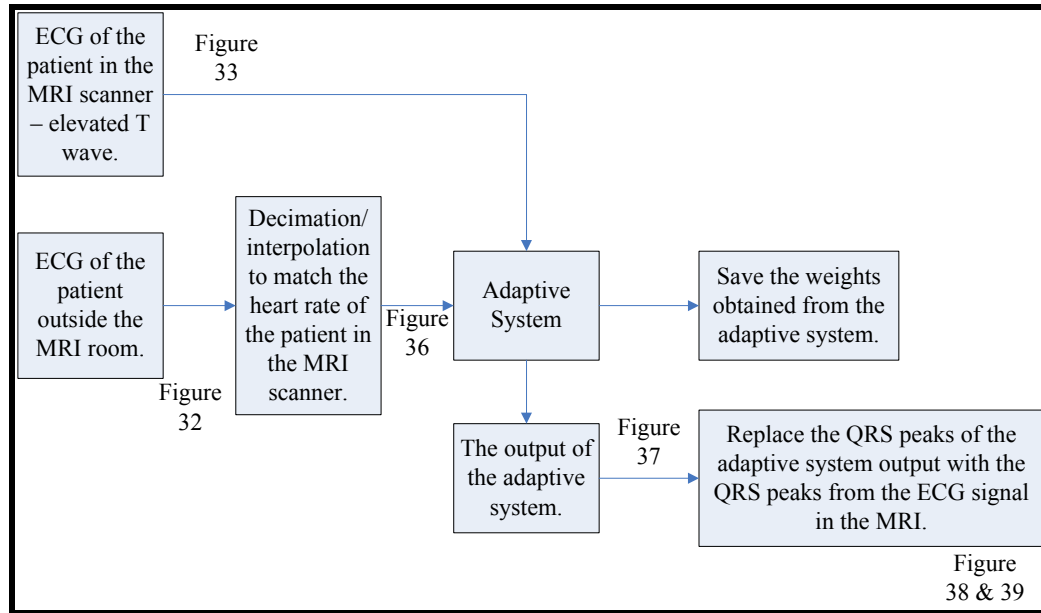 ECG of the
patient in the
MRI scanner
– elevated T
wave.
Figure
33
ECG of the
patient
outside the
MRI room.
Figure
32
Decimation/
interpolation
to match the
heart rate of
the patient in
the MRI
scanner.
Figure
36
Adaptive
System
Save the weights
obtained from the
adaptive system.
The output of
the adaptive
system.
Figure
37
Replace the QRS peaks of the
adaptive system output with the
QRS peaks from the ECG signal
in the MRI.
Figure
38 & 39